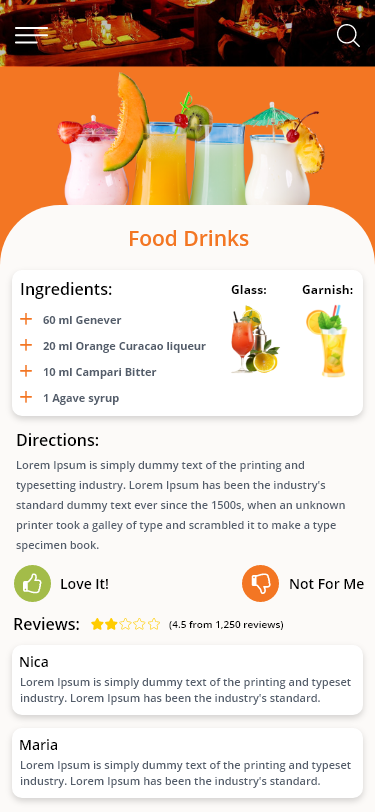 Food Drinks
Ingredients:
60 ml Genever
20 ml Orange Curacao liqueur
10 ml Campari Bitter
1 Agave syrup
Glass:
Garnish:
Directions:
Lorem Ipsum is simply dummy text of the printing and
typesetting industry. Lorem Ipsum has been the industry's
standard dummy text ever since the 1500s, when an unknown
printer took a galley of type and scrambled it to make a type
specimen book.
Love It!
Not For Me
Reviews:
(4.5 from 1,250 reviews)
Nica
Lorem Ipsum is simply dummy text of the printing and typeset
industry. Lorem Ipsum has been the industry's standard.
Maria
Lorem Ipsum is simply dummy text of the printing and typeset
industry. Lorem Ipsum has been the industry's standard.